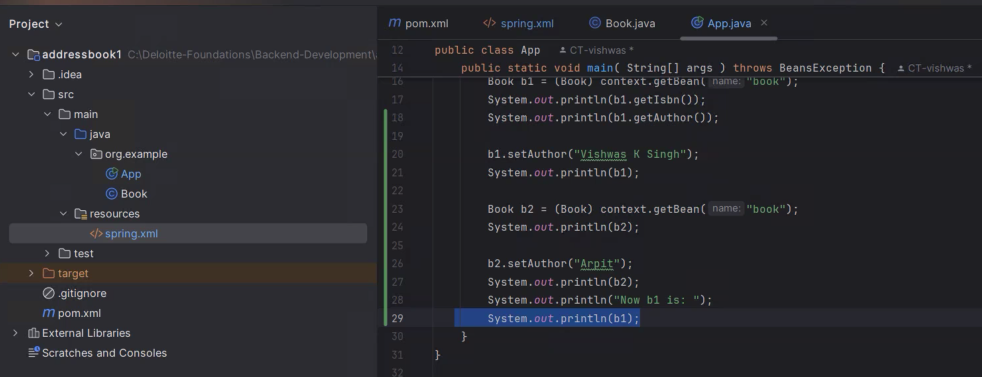 Project
addressbook1 C:\Deloitte-Foundations\Backend-Development\
.idea
src
main
java
org.example
App
Book
resources
spring.xml
test
target
.gitignore
pom.xml
External Libraries
Scratches and Consoles
pom.xml spring.xml Book.java App.java
12 public class App CT-vishwas *
14 public static void main( String[] args ) throws BeansException { CT-vishwas *
16 Book b1 = (Book) context.getBean( name: "book");
17 System.out.println(b1.getIsbn());
18 System.out.println(b1.getAuthor());
19
20 b1.setAuthor("Vishwas K Singh");
21 System.out.println(b1);
22
23 Book b2 = (Book) context.getBean( name: "book");
24 System.out.println(b2);
25
26 b2.setAuthor("Arpit");
27 System.out.println(b2);
28 System.out.println("Now b1 is: ");
29 System.out.println(b1);
30 }
31 }
32